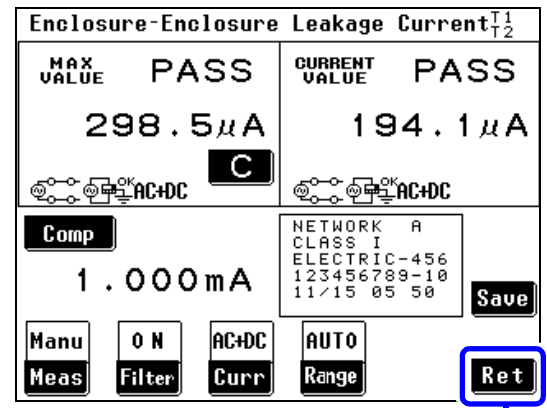 Enclosure-Enclosure Leakage Current T1 T2
MAX VALUE PASS
298.5μA
C
OK
AC+DC
CURRENT VALUE PASS
194.1μA
OK
AC+DC
Comp
1.000mA
NETWORK A
CLASS I
ELECTRIC-456
123456789-10
11/15 05 50
Save
Manu
Meas
ON
Filter
AC+DC
Curr
AUTO
Range
Ret